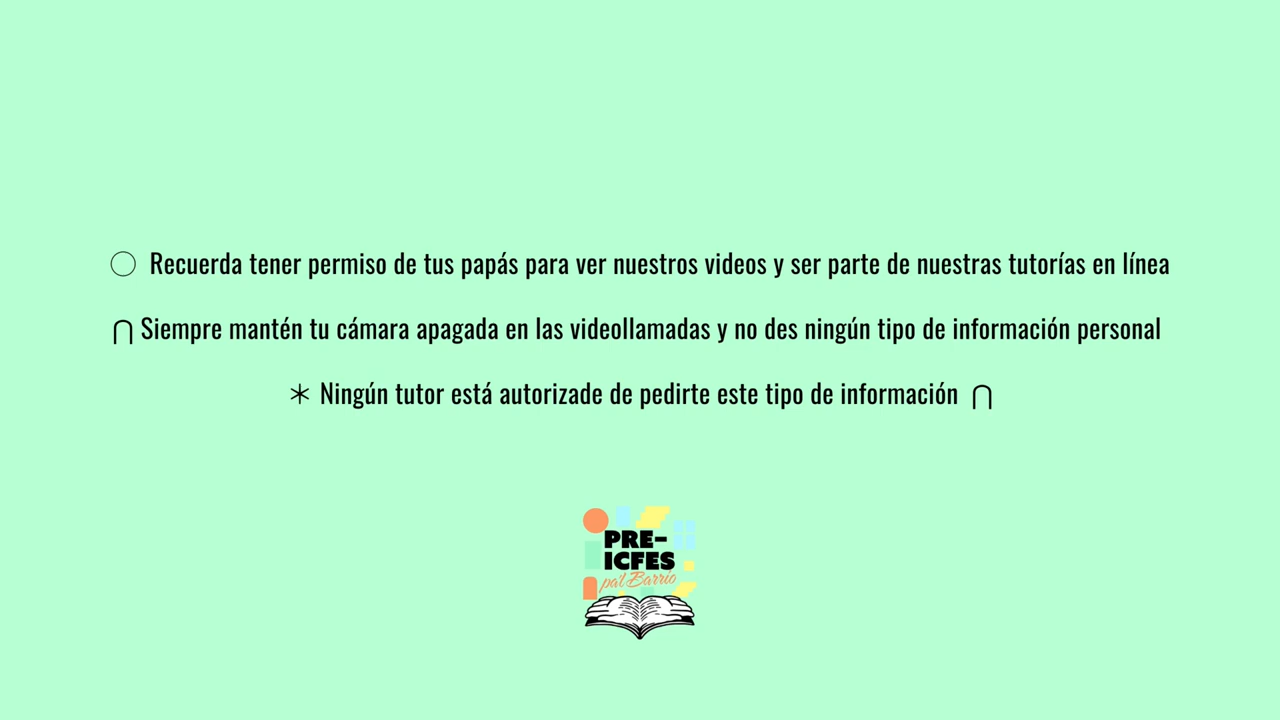 ◯ Recuerda tener permiso de tus papás para ver nuestros videos y ser parte de nuestras tutorías en línea
⋂ Siempre mantén tu cámara apagada en las videollamadas y no des ningún tipo de información personal
＊ Ningún tutor está autorizade de pedirte este tipo de información ⋂
PRE-
ICFES
pa'l Barrio